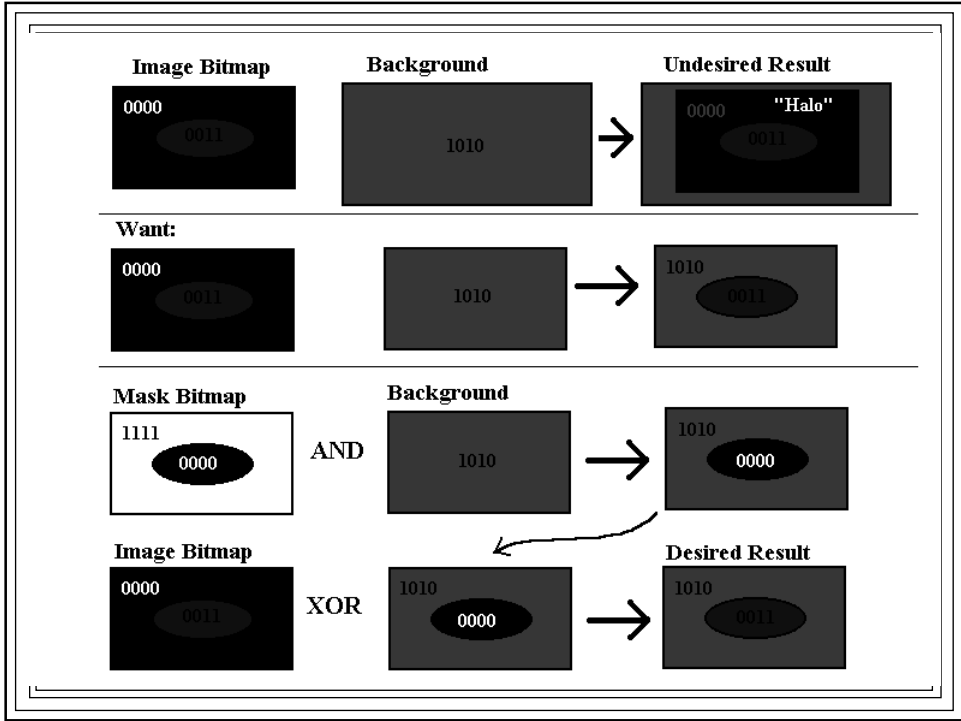 Image Bitmap
Background
Undesired Result
0000
0011
1010
0000
"Halo"
0011
Want:
0000
0011
1010
1010
0011
Mask Bitmap
Background
1111
0000
AND
1010
1010
0000
Image Bitmap
Desired Result
0000
0011
XOR
1010
0000
1010
0011